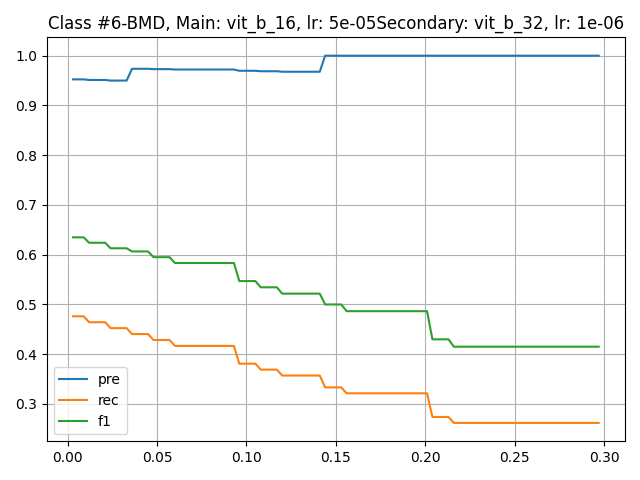 Class #6-BMD, Main: vit_b_16, lr: 5e-05Secondary: vit_b_32, lr: 1e-06
1.0
0.9
0.8
0.7
0.6
0.5
0.4
0.3
pre
rec
f1
0.00 0.05 0.10 0.15 0.20 0.25 0.30